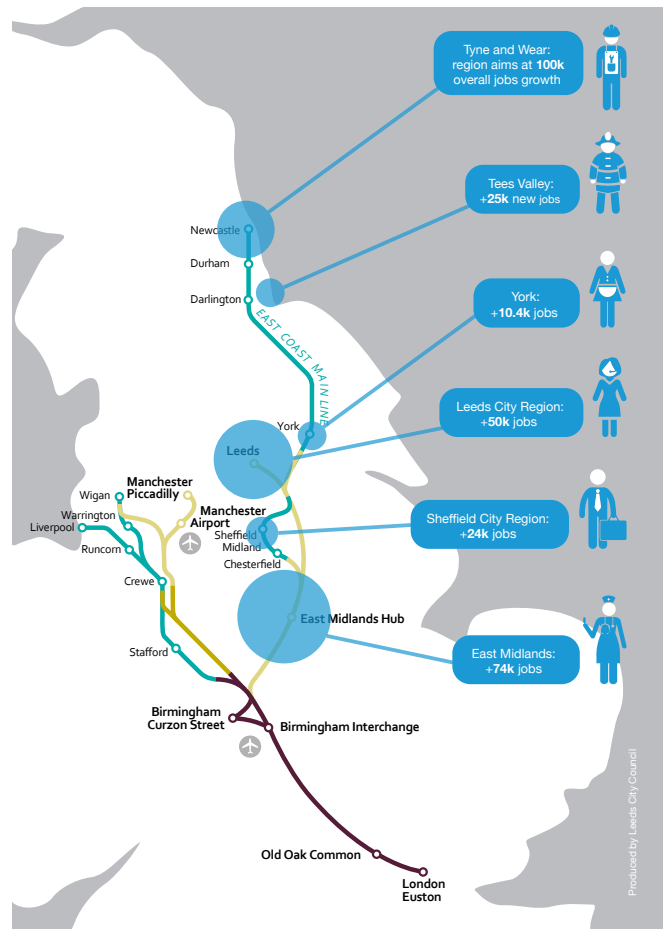 Tyne and Wear:
region aims at 100k
overall jobs growth
Tees Valley:
+25k new jobs
Newcastle
Durham
York:
+10.4k jobs
Darlington
EAST COAST MAIN LINE
Leeds City Region:
+50k jobs
York
Leeds
Manchester
Piccadilly
Wigan
Manchester
Airport
Warrington
Liverpool
Sheffield
Midland
Sheffield City Region:
+24k jobs
Runcorn
Chesterfield
Crewe
East Midlands Hub
Stafford
East Midlands:
+74k jobs
Birmingham
Curzon Street
Birmingham Interchange
Old Oak Common
London
Euston
Produced by Leeds City Council